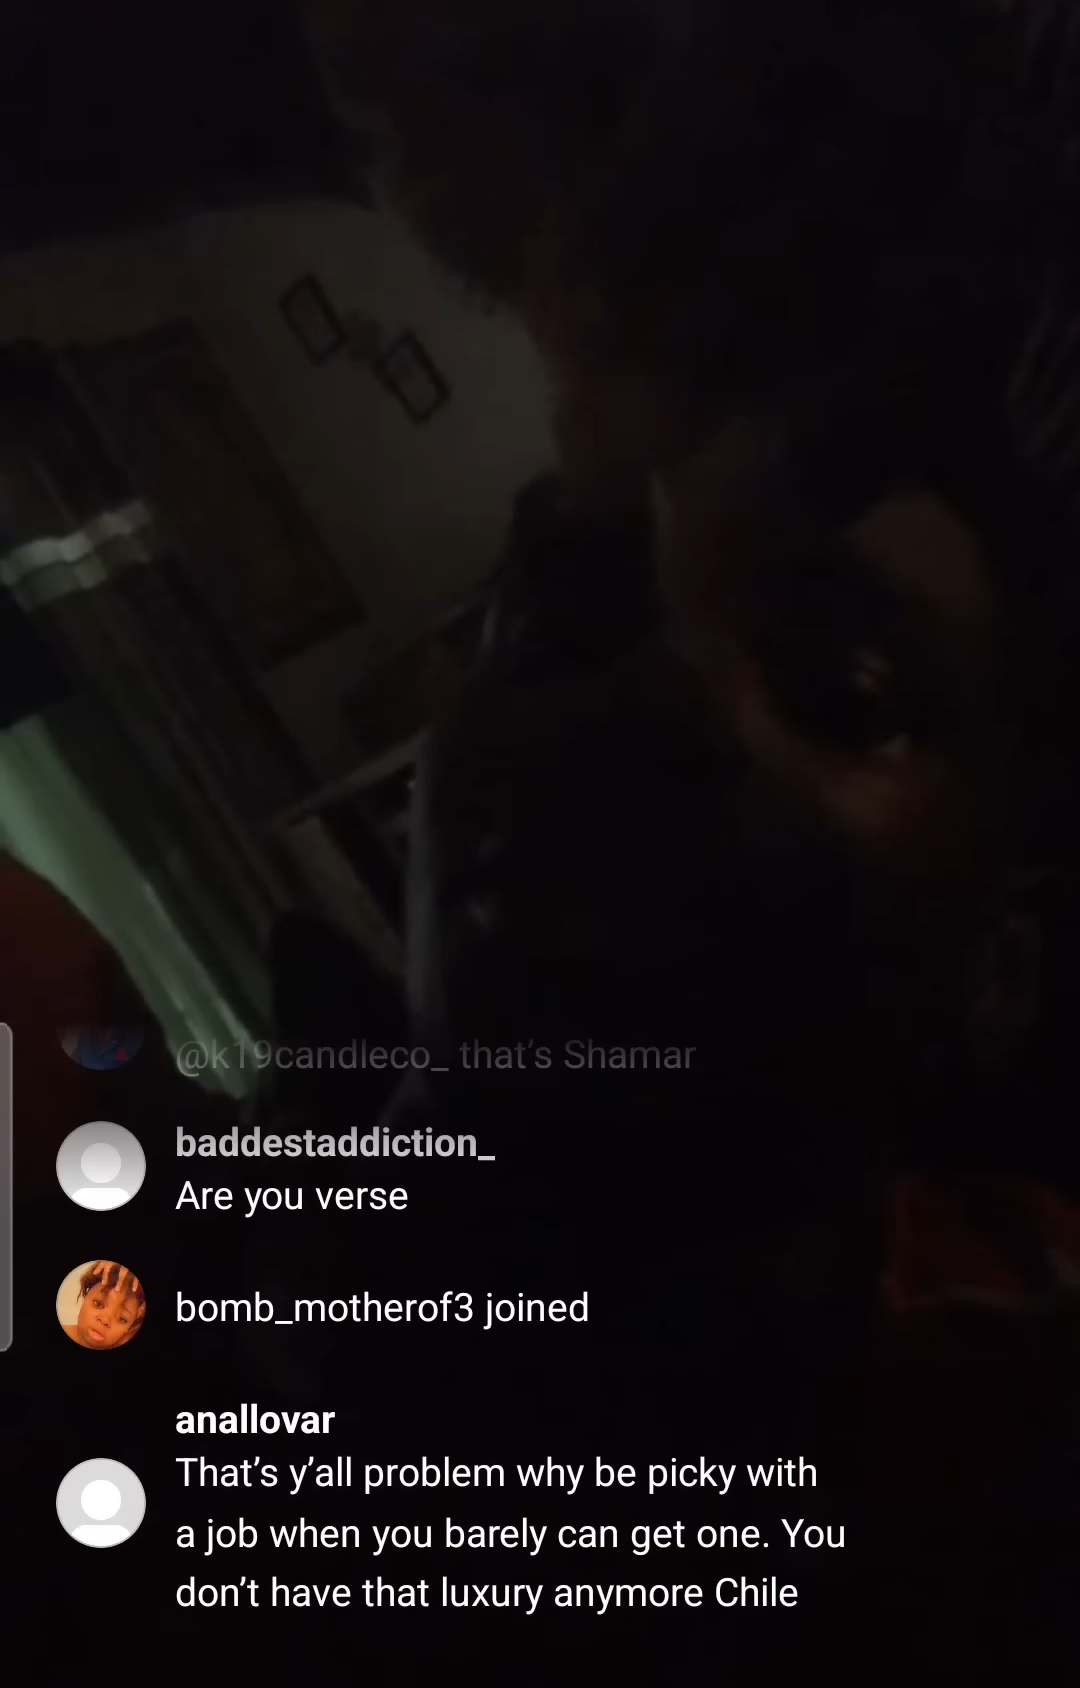 @k19candleco_ that’s Shamar
baddestaddiction_
Are you verse
bomb_motherof3 joined
anallovar
That’s y’all problem why be picky with
a job when you barely can get one. You
don’t have that luxury anymore Chile